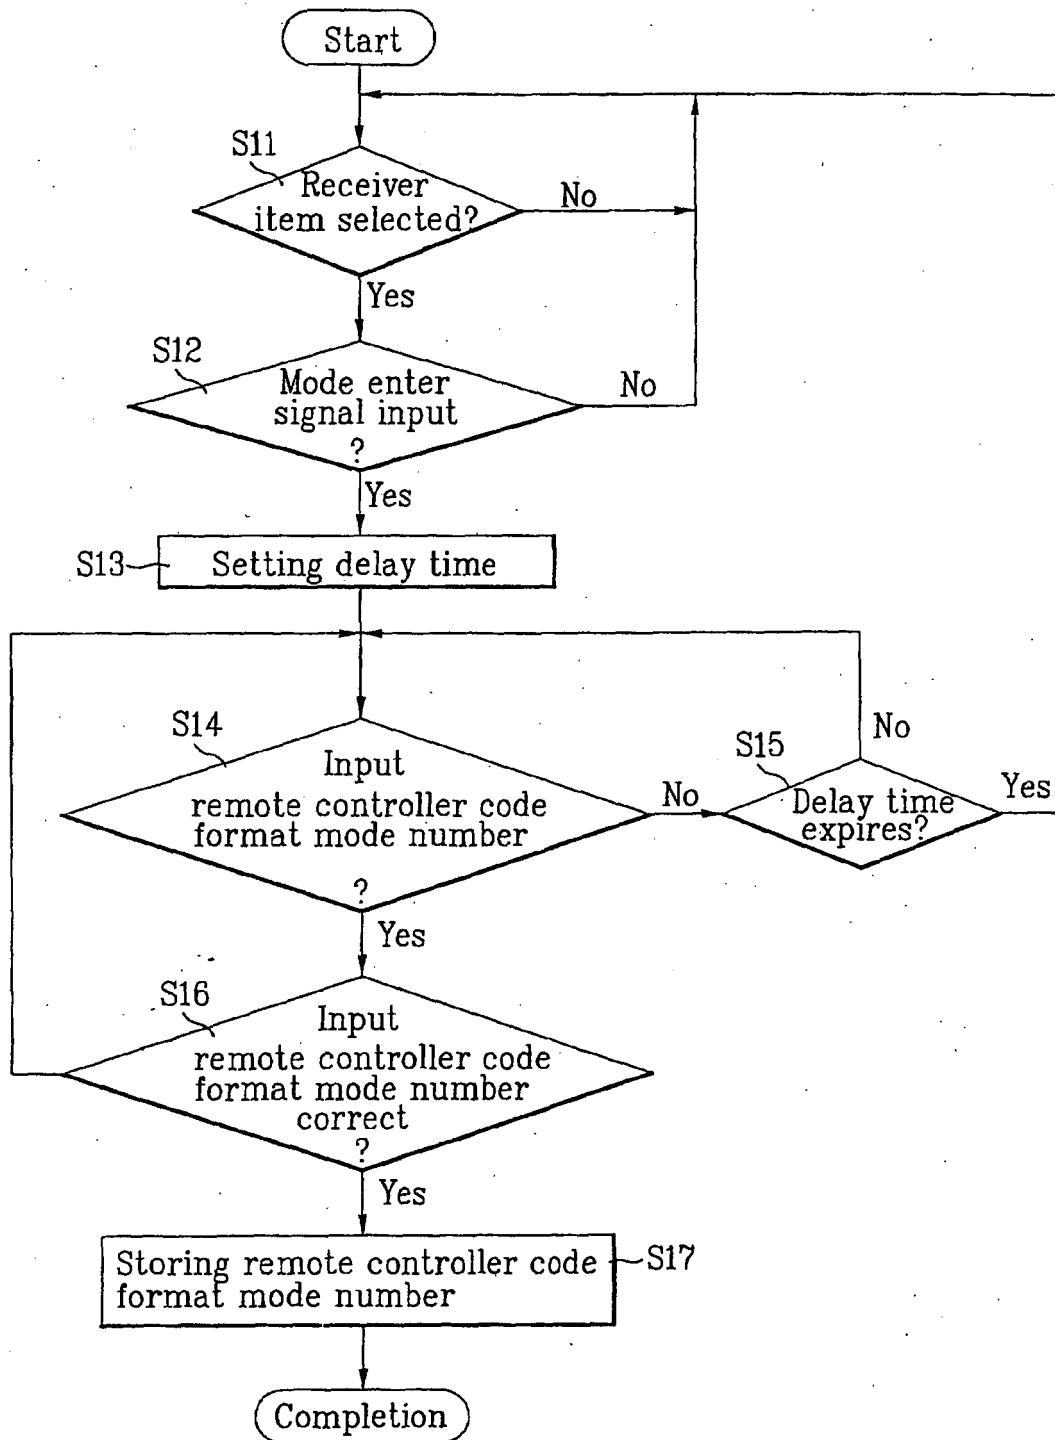 Start
S11
Receiver
item selected?
No
Yes
S12
Mode enter
signal input
?
No
Yes
S13
Setting delay time
S14
Input
remote controller code
format mode number
?
No
S15
Delay time
expires?
No
Yes
Yes
S16
Input
remote controller code
format mode number
correct
?
Yes
Storing remote controller code
format mode number
S17
Completion